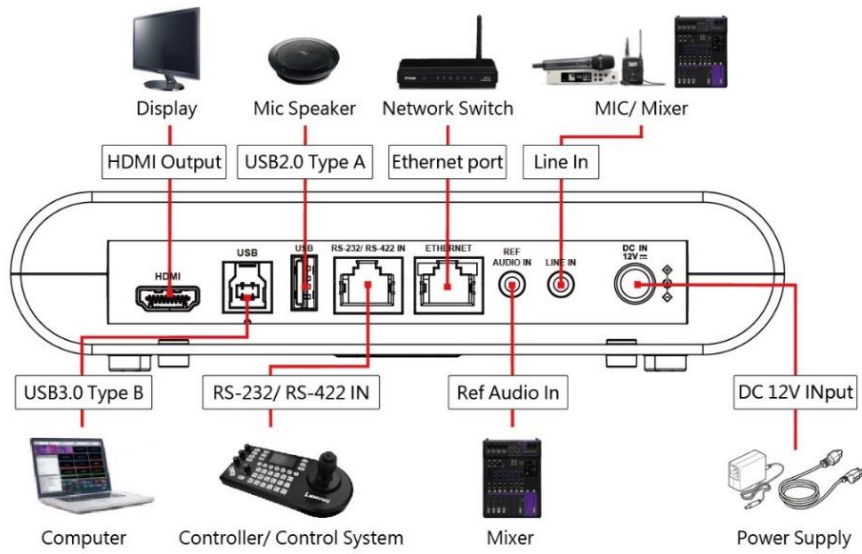 Display
Mic Speaker
Network Switch
MIC/ Mixer
HDMI Output
USB2.0 Type A
Ethernet port
Line In
HDMI
USB
USB
RS-232/ RS-422 IN
ETHERNET
REF
AUDIO IN
LINE IN
DC IN
12V
USB3.0 Type B
RS-232/ RS-422 IN
Ref Audio In
DC 12V INput
Computer
Controller/ Control System
Mixer
Power Supply